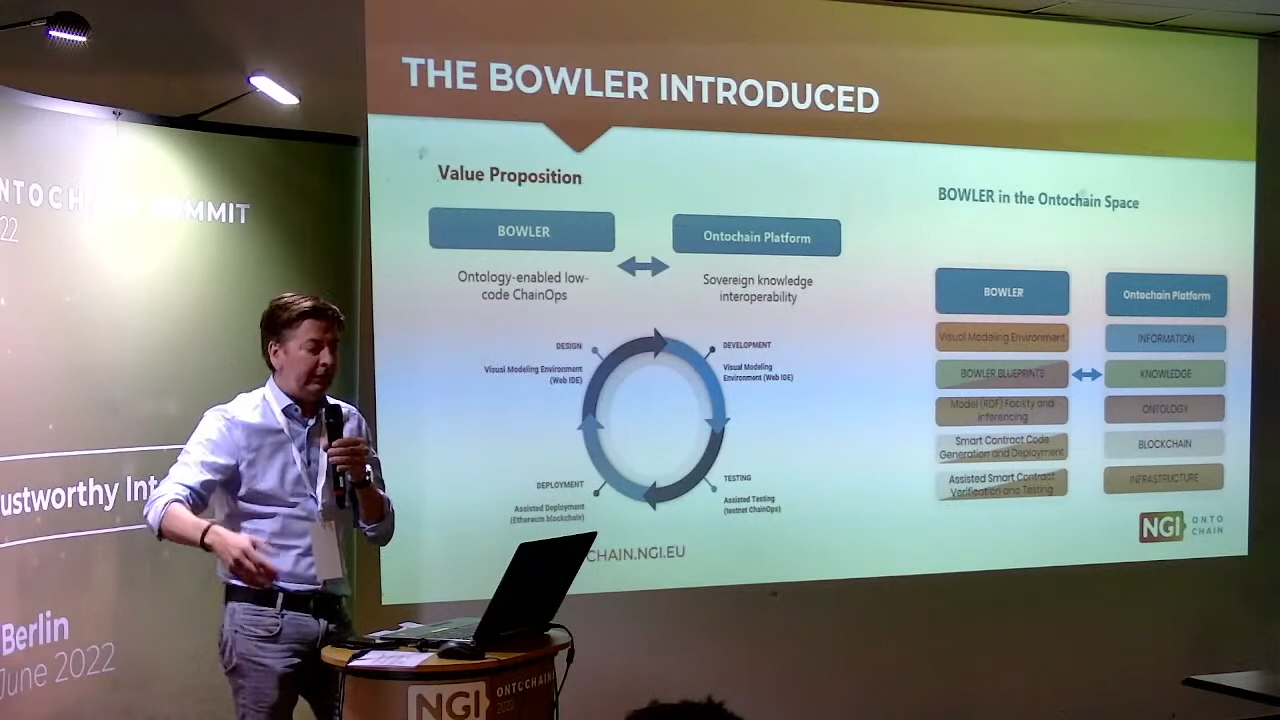 THE BOWLER INTRODUCED
Value Proposition
BOWLER
Ontochain Platform
Ontology-enabled low-
code ChainOps
Sovereign knowledge
interoperability
DESIGN
Visual Modeling Environment
(Web IDE)
DEVELOPMENT
Visual Modeling
Environment (Web IDE)
DEPLOYMENT
Assisted Deployment
(Ethereum blockchain)
TESTING
Assisted Testing
(testnet ChainOps)
BOWLER in the Ontochain Space
BOWLER
Ontochain Platform
Visual Modeling Environment
INFORMATION
BOWLER BLUEPRINTS
KNOWLEDGE
Model (RDF) Facility and
Inferencing
ONTOLOGY
Smart Contract Code
Generation and Deployment
BLOCKCHAIN
Assisted Smart Contract
Verification and Testing
INFRASTRUCTURE
CHAIN.NGI.EU
NGI ONTO
CHAIN
NTOCH SUMMIT
22
ustworthy Int
Berlin
June 2022
NGI ONTOCHAIN
2022